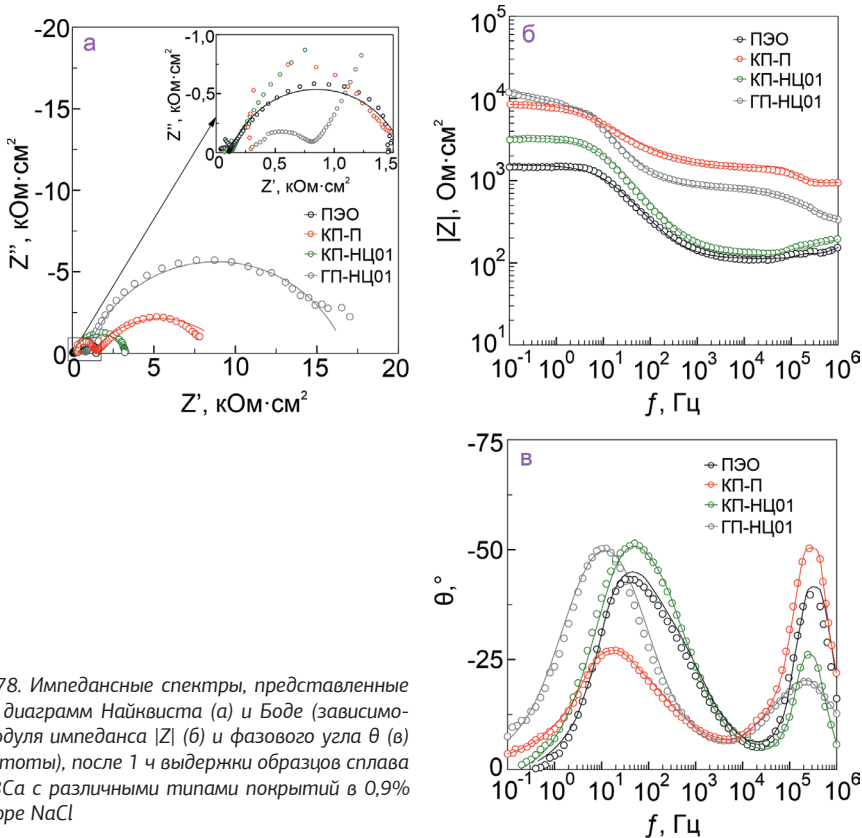 а
-20
-15
-10
-5
0
Z'', кОм·см²
5
10
15
20
Z', кОм·см²
-1,0
-0,5
0
Z'', кОм·см²
0
0,5
1,0
1,5
Z', кОм·см²
ПЭО
КП-П
КП-НЦ01
ГП-НЦ01
б
10⁵
10⁴
10³
10²
10¹
|Z|, Ом·см²
10⁻¹ 10⁰ 10¹ 10² 10³ 10⁴ 10⁵ 10⁶
f, Гц
ПЭО
КП-П
КП-НЦ01
ГП-НЦ01
в
-75
-50
-25
0
θ,°
10⁻¹ 10⁰ 10¹ 10² 10³ 10⁴ 10⁵ 10⁶
f, Гц
ПЭО
КП-П
КП-НЦ01
ГП-НЦ01
78. Импедансные спектры, представленные
диаграмм Найквиста (а) и Боде (зависимо-
дуля импеданса |Z| (б) и фазового угла θ (в)
тоты), после 1 ч выдержки образцов сплава
Ca с различными типами покрытий в 0,9%
оре NaCl